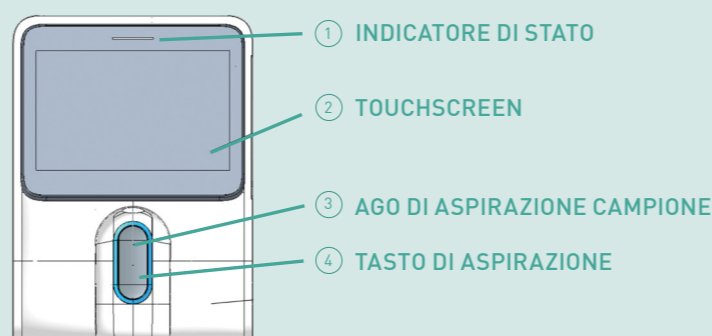 1 INDICATORE DI STATO
2 TOUCHSCREEN
3 AGO DI ASPIRAZIONE CAMPIONE
4 TASTO DI ASPIRAZIONE